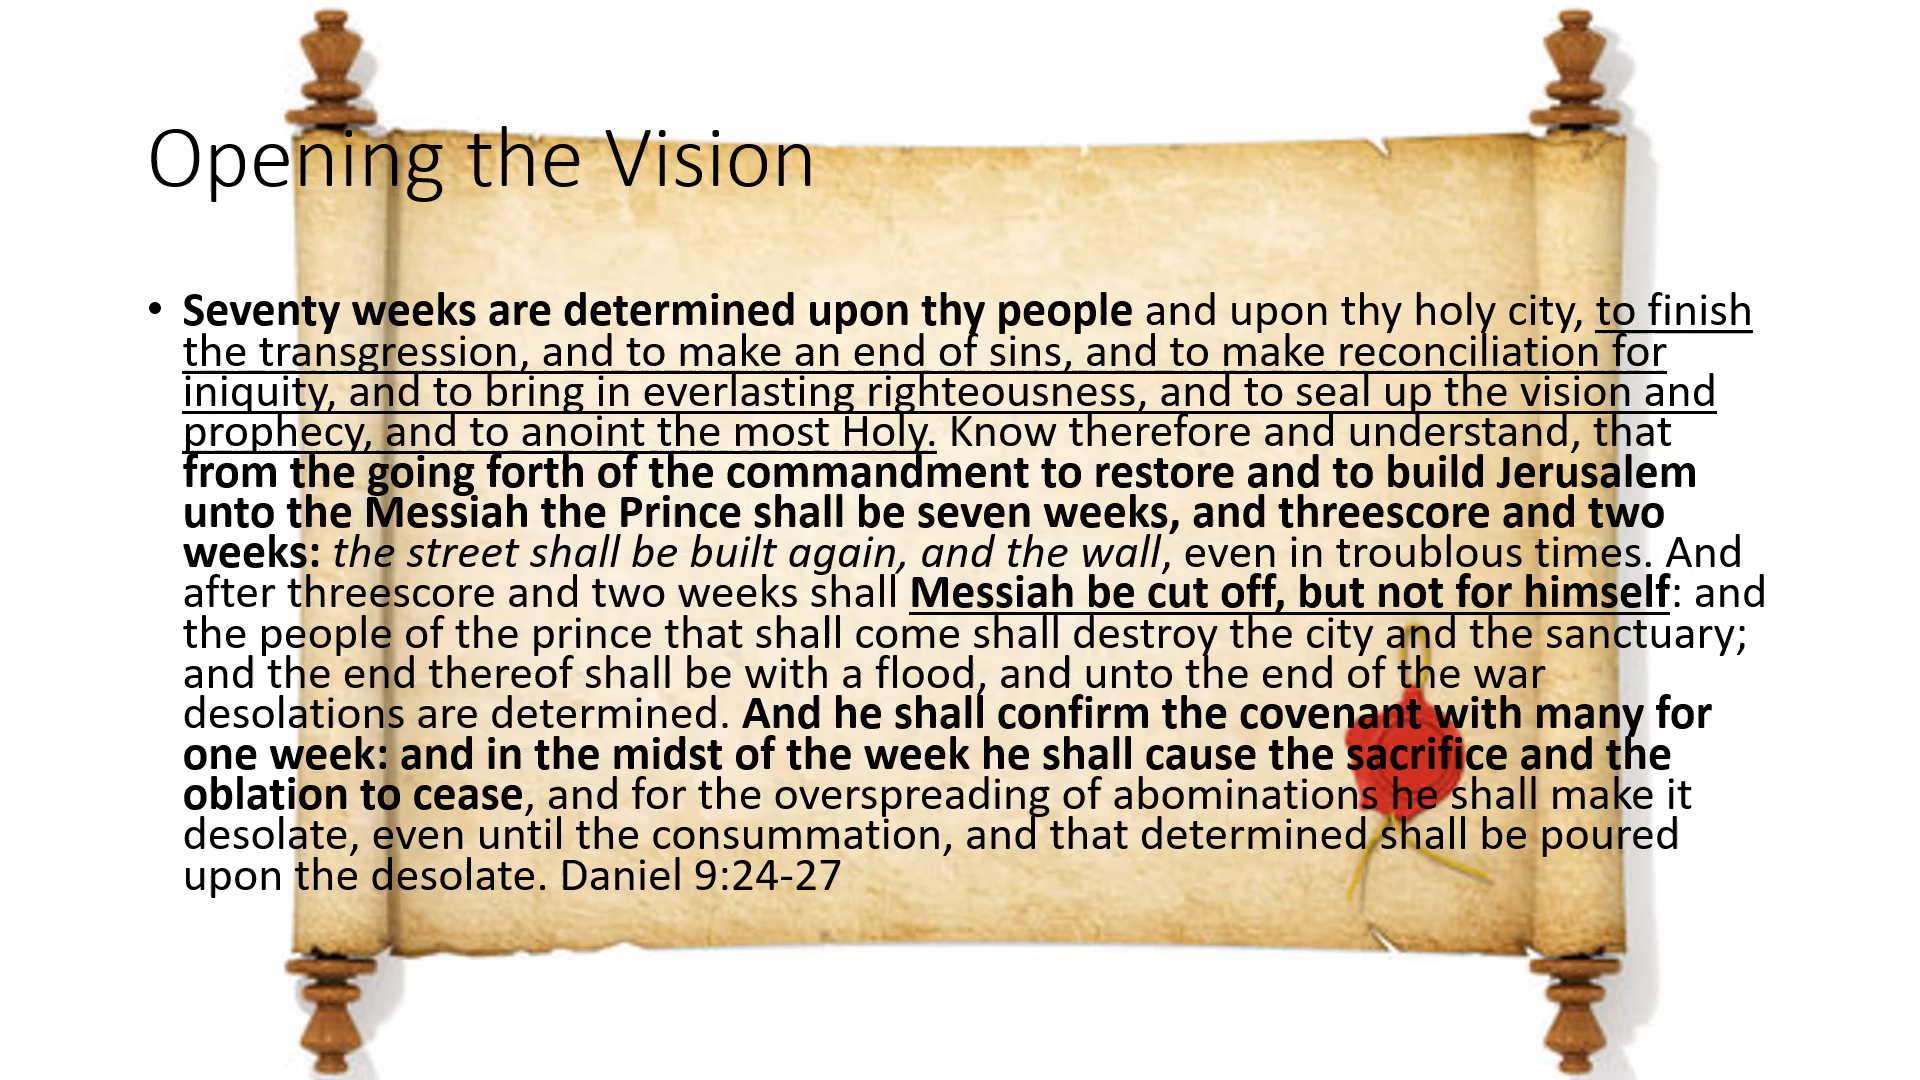 Opening the Vision
• Seventy weeks are determined upon thy people and upon thy holy city, to finish
the transgression, and to make an end of sins, and to make reconciliation for
iniquity, and to bring in everlasting righteousness, and to seal up the vision and
prophecy, and to anoint the most Holy. Know therefore and understand, that
from the going forth of the commandment to restore and to build Jerusalem
unto the Messiah the Prince shall be seven weeks, and threescore and two
weeks: the street shall be built again, and the wall, even in troublous times. And
after threescore and two weeks shall Messiah be cut off, but not for himself: and
the people of the prince that shall come shall destroy the city and the sanctuary;
and the end thereof shall be with a flood, and unto the end of the war
desolations are determined. And he shall confirm the covenant with many for
one week: and in the midst of the week he shall cause the sacrifice and the
oblation to cease, and for the overspreading of abominations he shall make it
desolate, even until the consummation, and that determined shall be poured
upon the desolate. Daniel 9:24-27